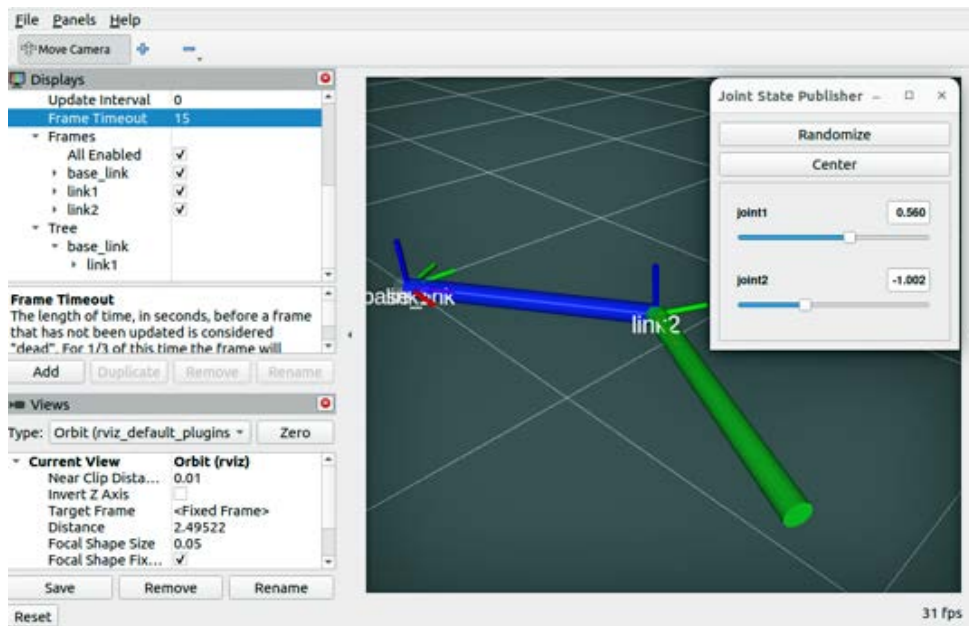 File Panels Help
Move Camera
Displays
Update Interval 0
Frame Timeout 15
Frames
All Enabled
base_link
link1
link2
Tree
base_link
link1
Frame Timeout
The length of time, in seconds, before a frame
that has not been updated is considered
"dead". For 1/3 of this time the frame will
Add Duplicate Remove Rename
Views
Type: Orbit (rviz_default_plugins Zero
Current View Orbit (rviz)
Near Clip Dista... 0.01
Invert Z Axis
Target Frame <Fixed Frame>
Distance 2.49522
Focal Shape Size 0.05
Focal Shape Fix...
Save Remove Rename
Reset
link2
Joint State Publisher
Randomize
Center
joint1 0.560
joint2 -1.002
31 fps